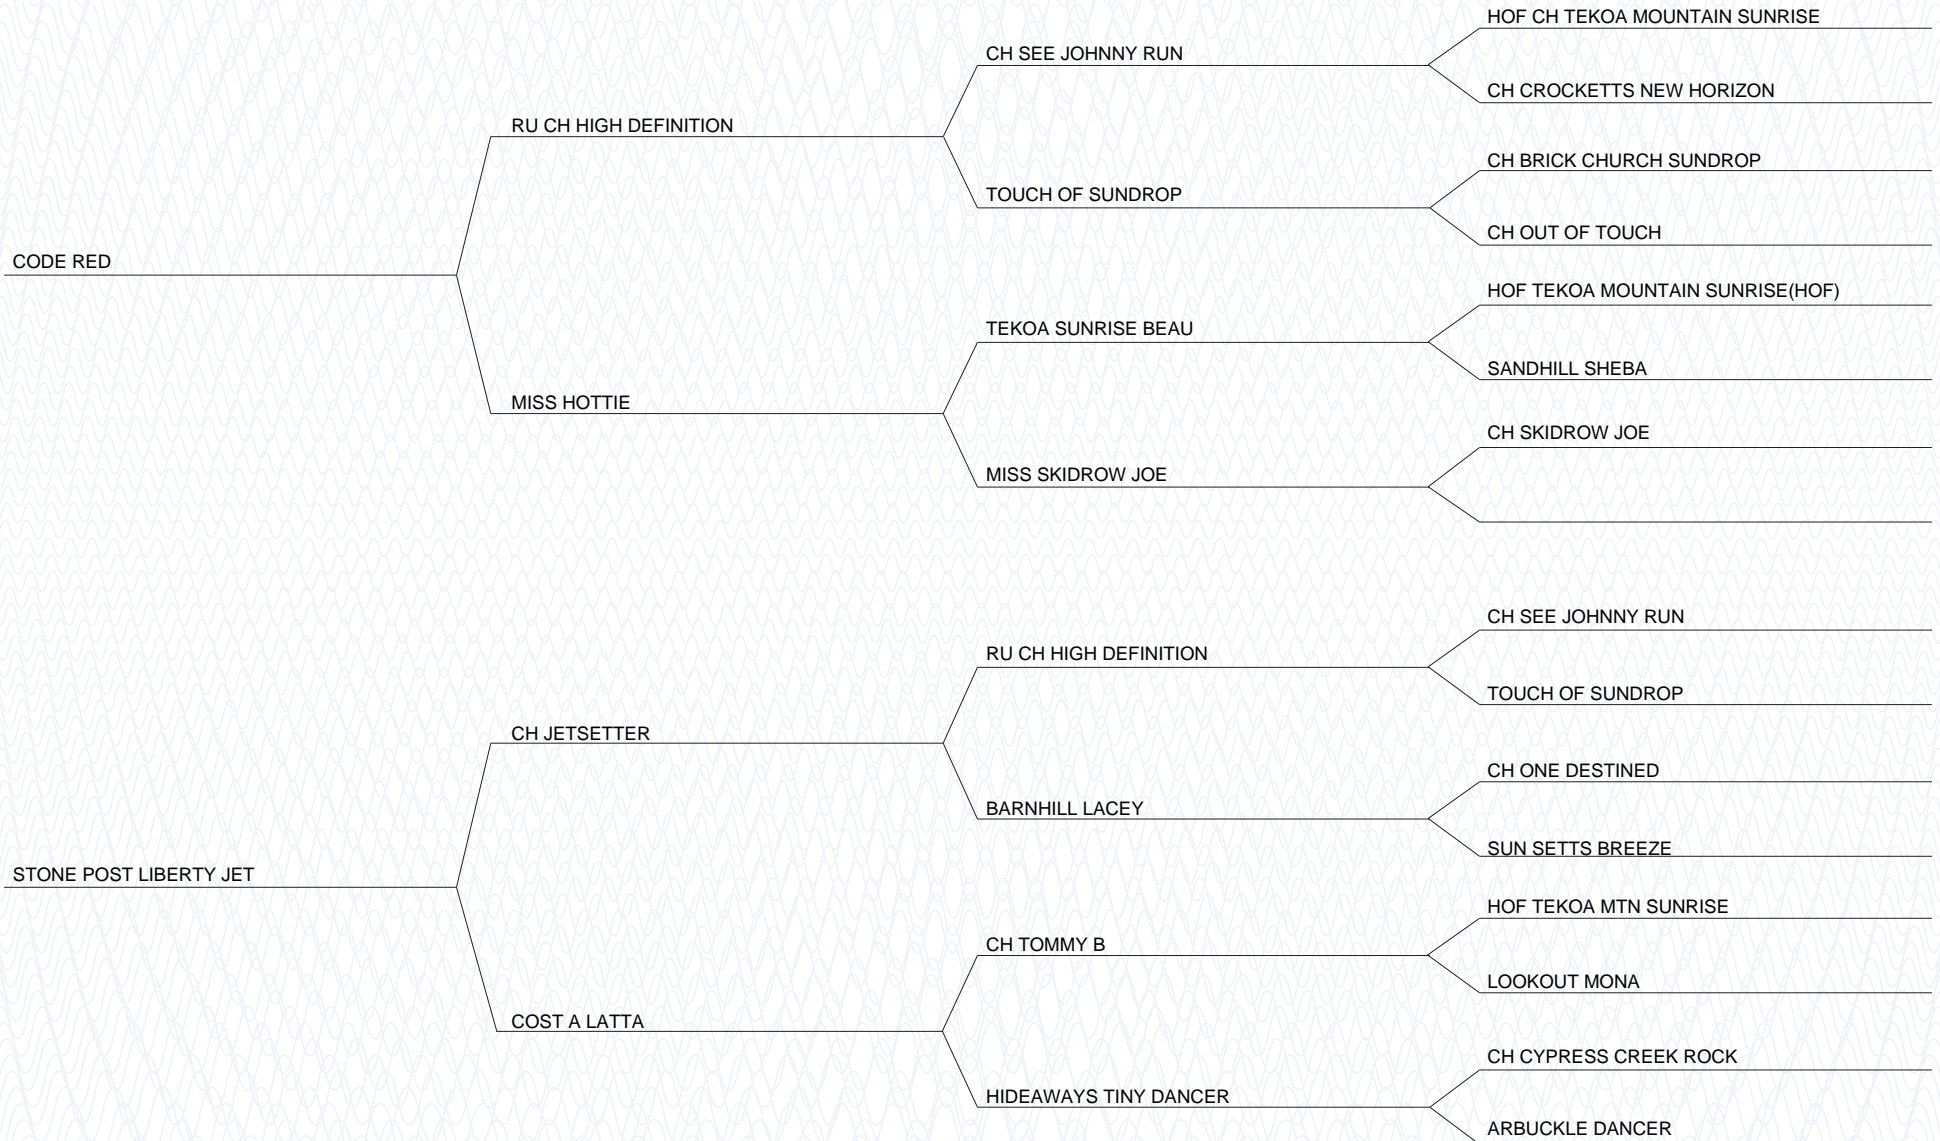 HOF CH TEKOA MOUNTAIN SUNRISE
CH SEE JOHNNY RUN
CH CROCKETTS NEW HORIZON
RU CH HIGH DEFINITION
CH BRICK CHURCH SUNDROP
TOUCH OF SUNDROP
CH OUT OF TOUCH
CODE RED
HOF TEKOA MOUNTAIN SUNRISE(HOF)
TEKOA SUNRISE BEAU
SANDHILL SHEBA
MISS HOTTIE
CH SKIDROW JOE
MISS SKIDROW JOE
CH SEE JOHNNY RUN
RU CH HIGH DEFINITION
TOUCH OF SUNDROP
CH JETSETTER
CH ONE DESTINED
BARNHILL LACEY
SUN SETTS BREEZE
STONE POST LIBERTY JET
HOF TEKOA MTN SUNRISE
CH TOMMY B
LOOKOUT MONA
COST A LATTA
CH CYPRESS CREEK ROCK
HIDEAWAYS TINY DANCER
ARBUCKLE DANCER